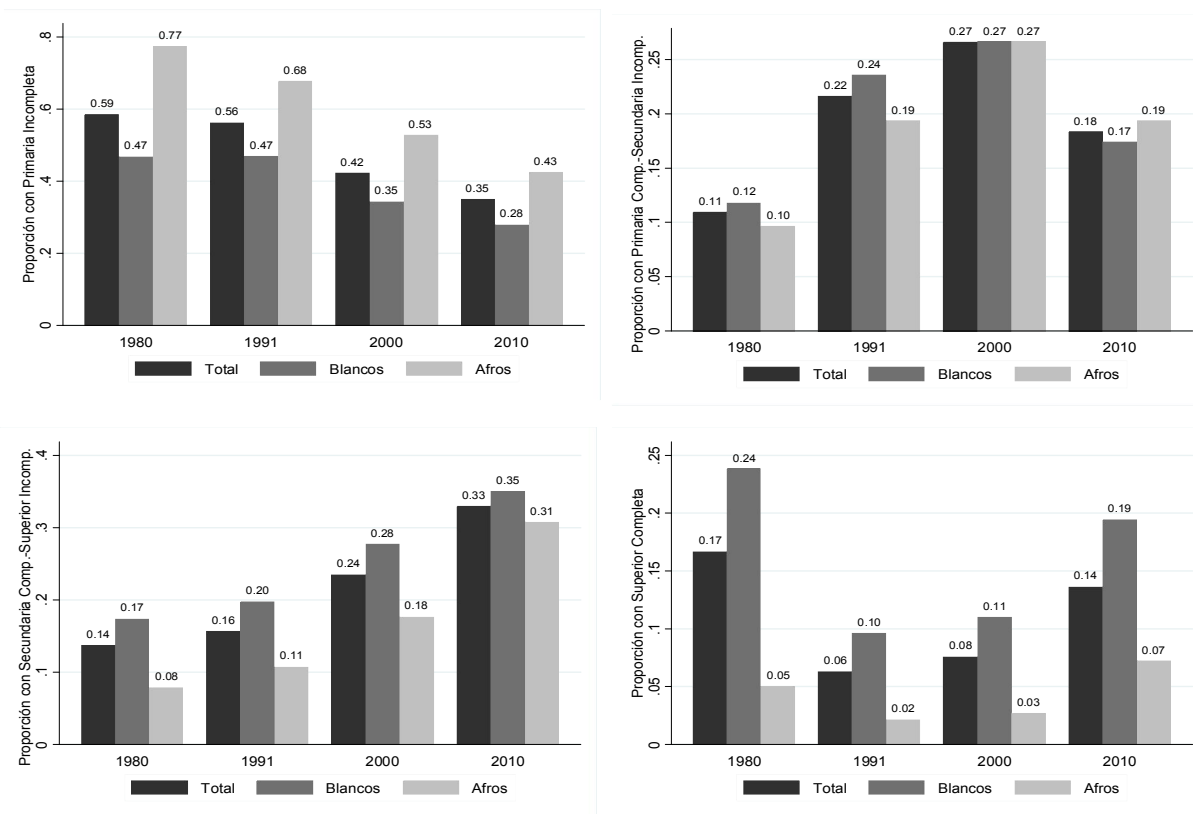 Proporción con Primaria Incompleta
0 .2 .4 .6 .8
0.59 0.47 0.77
0.56 0.47 0.68
0.42 0.35 0.53
0.35 0.28 0.43
1980 1991 2000 2010
Total Blancos Afros
Proporción con Primaria Comp.-Secundaria Incomp.
0 .05 .1 .15 .2 .25
0.11 0.12 0.10
0.22 0.24 0.19
0.27 0.27 0.27
0.18 0.17 0.19
1980 1991 2000 2010
Total Blancos Afros
Proporción con Secundaria Comp.-Superior Incomp.
0 .1 .2 .3 .4
0.14 0.17 0.08
0.16 0.20 0.11
0.24 0.28 0.18
0.33 0.35 0.31
1980 1991 2000 2010
Total Blancos Afros
Proporción con Superior Completa
0 .05 .1 .15 .2 .25
0.17 0.24 0.05
0.06 0.10 0.02
0.08 0.11 0.03
0.14 0.19 0.07
1980 1991 2000 2010
Total Blancos Afros